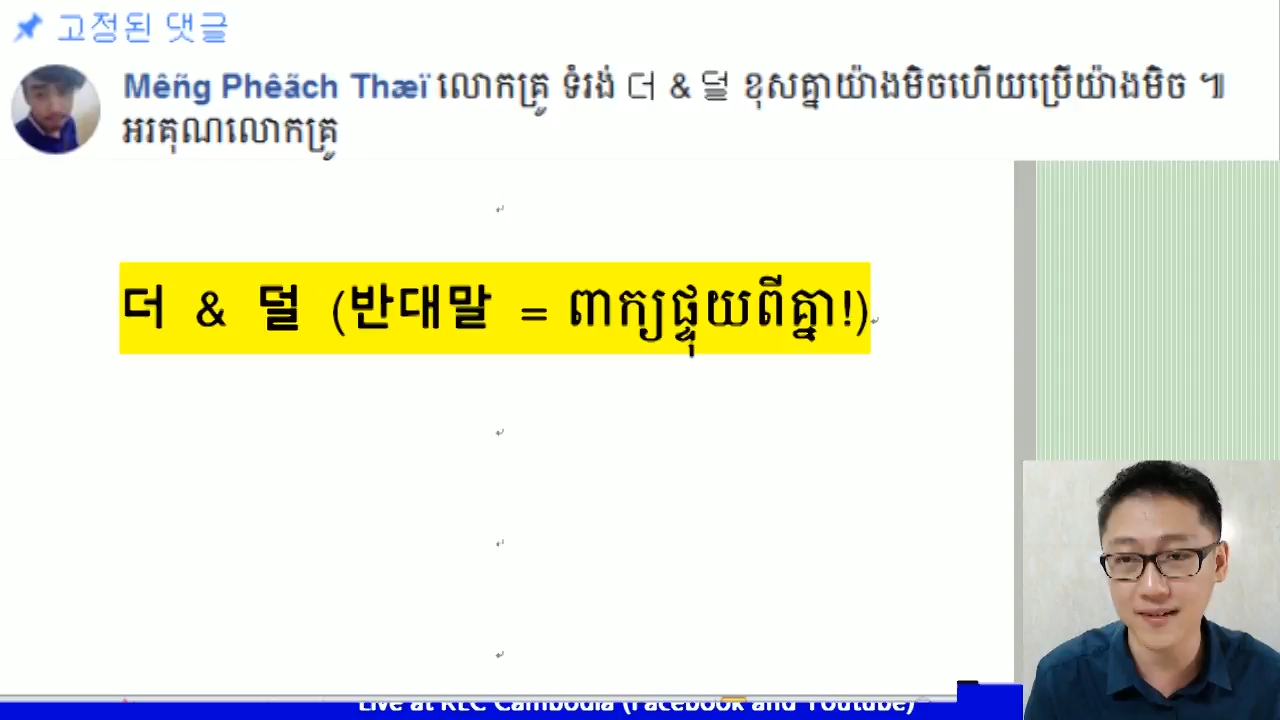 고정된 댓글
Mêñg Phêãch Thæï លោកគ្រូ ទំរង់ 더 & 덜 ខុសគ្នាយ៉ាងមិចហើយប្រើយ៉ាងមិច ៕
អរគុណលោកគ្រូ
더 & 덜 (반대말 = ពាក្យផ្ទុយពីគ្នា!)
Live at KLC Cambodia (Facebook and Youtube)